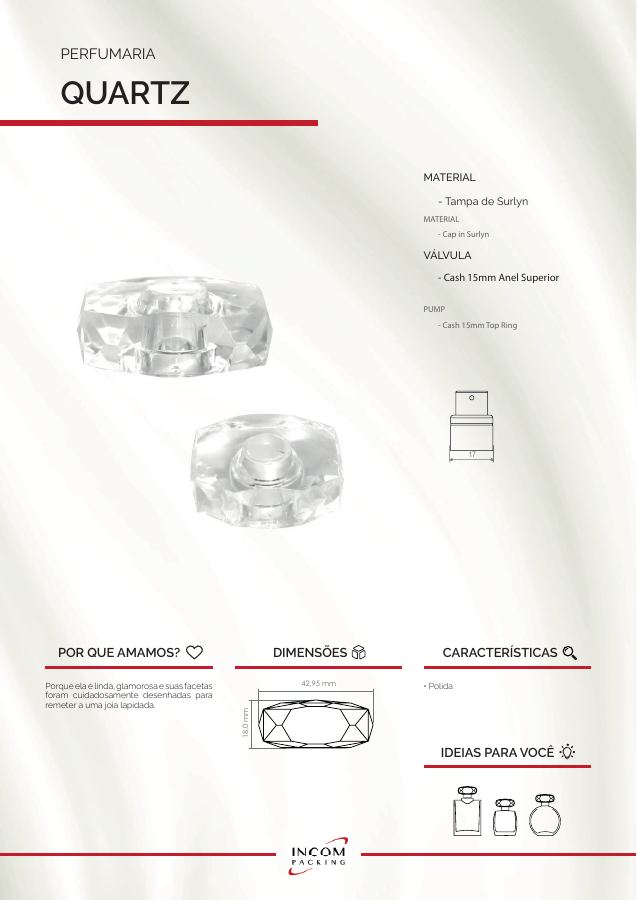 PERFUMARIA
QUARTZ
MATERIAL
- Tampa de Surlyn
MATERIAL
- Cap in Surlyn
VÁLVULA
- Cash 15mm Anel Superior
PUMP
- Cash 15mm Top Ring
17
POR QUE AMAMOS?
Porque ela é linda, glamorosa e suas facetas
foram cuidadosamente desenhadas para
remeter a uma joia lapidada.
DIMENSÕES
42,95 mm
18,0 mm
CARACTERÍSTICAS
• Polida
IDEIAS PARA VOCÊ
INCOM
PACKING